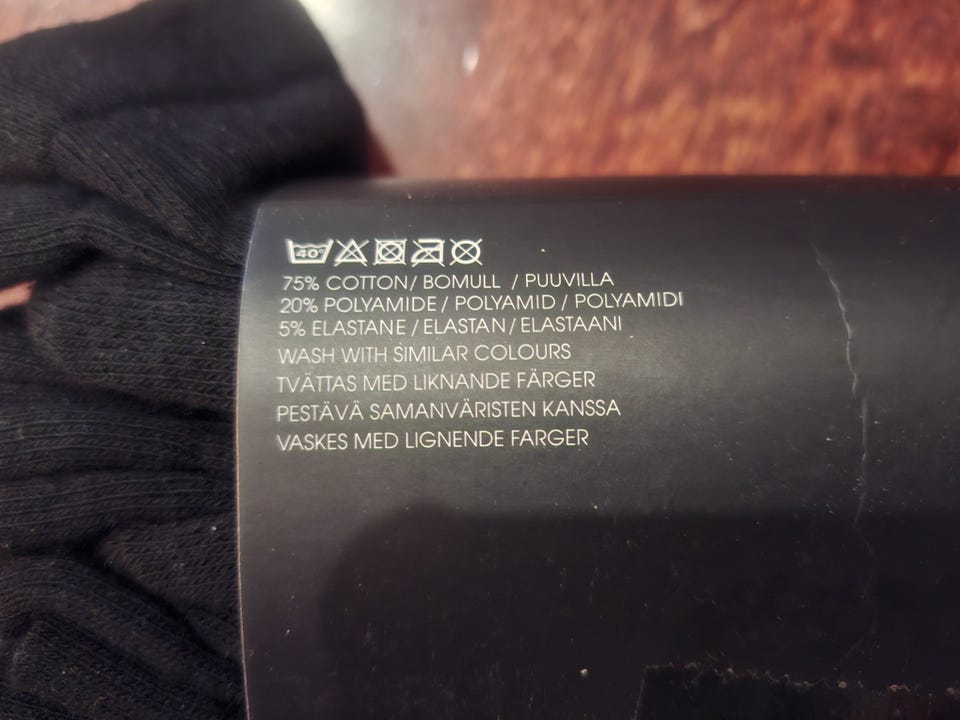 40°
75% COTTON / BOMULL / PUUVILLA
20% POLYAMIDE / POLYAMID / POLYAMIDI
5% ELASTANE / ELASTAN / ELASTAANI
WASH WITH SIMILAR COLOURS
TVÄTTAS MED LIKNANDE FÄRGER
PESTÄVÄ SAMANVÄRISTEN KANSSA
VASKES MED LIGNENDE FARGER